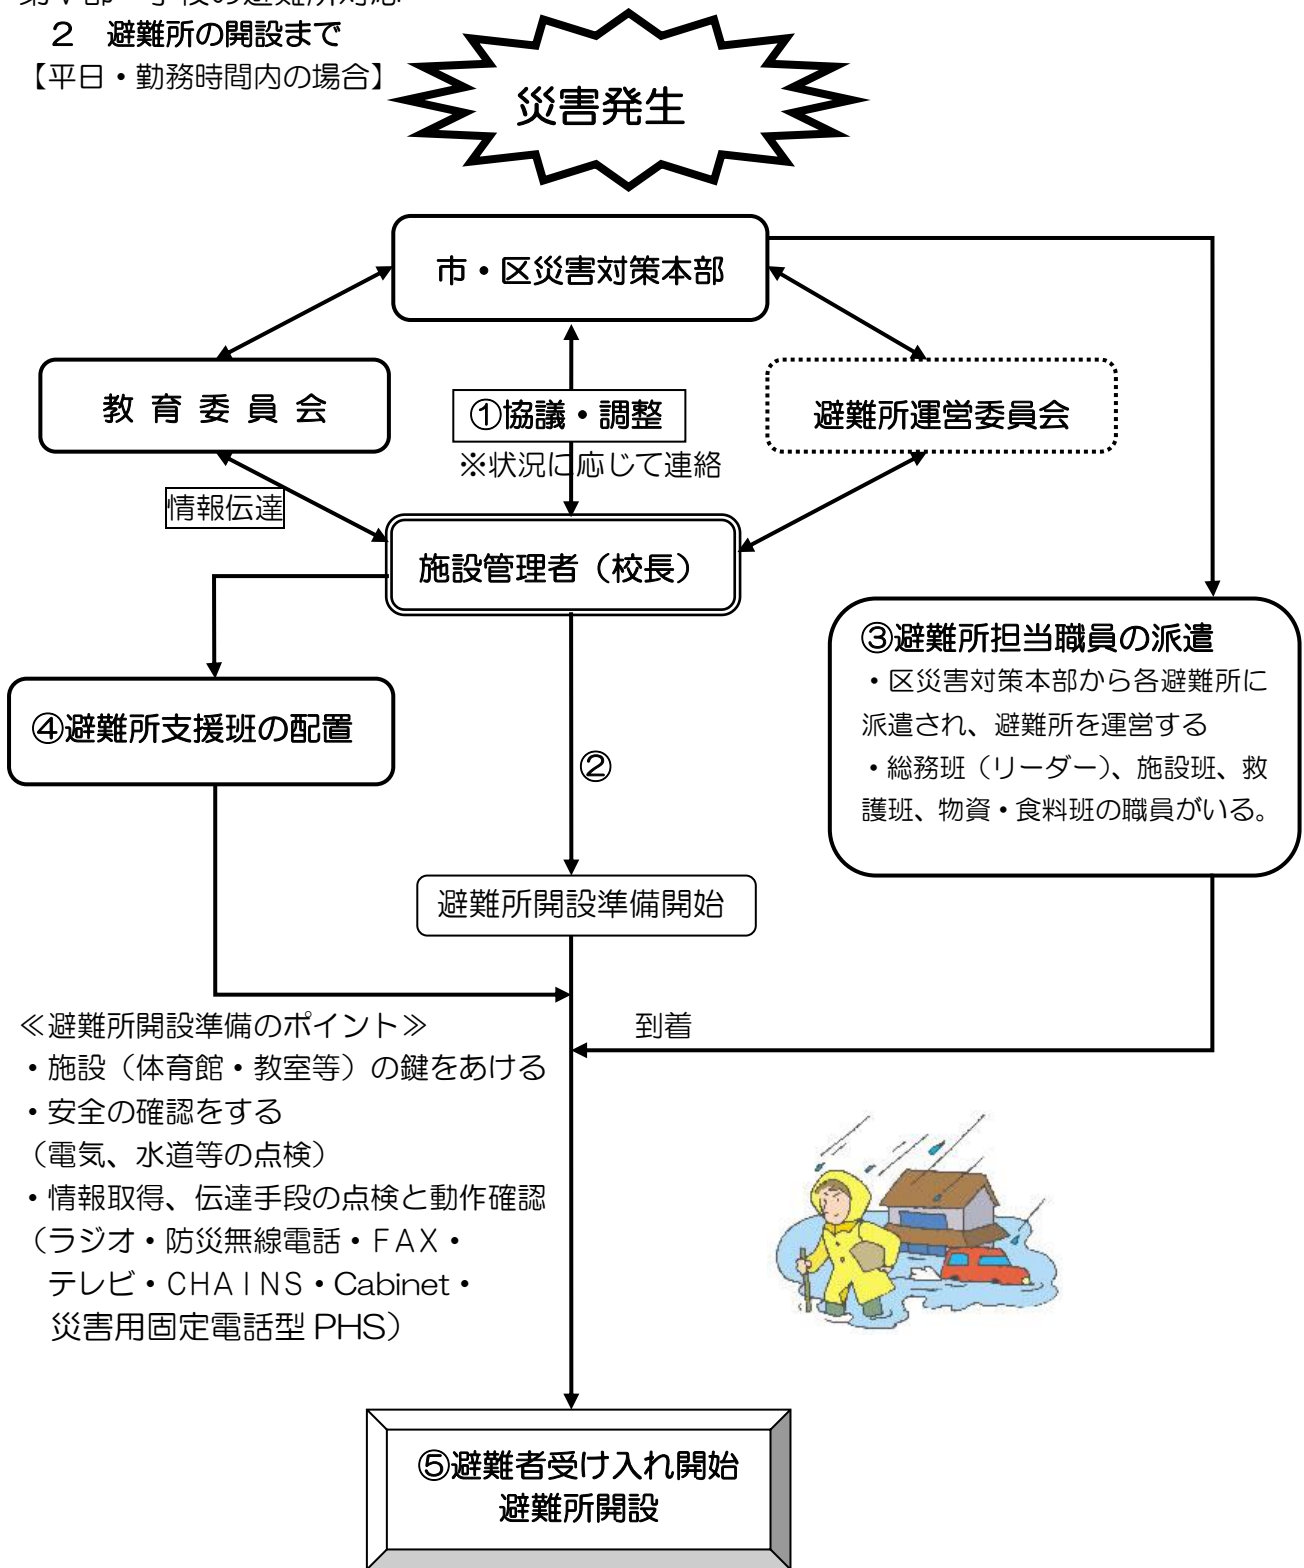 ２　避難所の開設まで
【平日・勤務時間内の場合】
災害発生
市・区災害対策本部
教 育 委 員 会
①協議・調整
※状況に応じて連絡
避難所運営委員会
情報伝達
施設管理者（校長）
③避難所担当職員の派遣
・区災害対策本部から各避難所に
派遣され、避難所を運営する
・総務班（リーダー）、施設班、救
護班、物資・食料班の職員がいる。
④避難所支援班の配置
②
避難所開設準備開始
≪避難所開設準備のポイント≫
・施設（体育館・教室等）の鍵をあける
・安全の確認をする
（電気、水道等の点検）
・情報取得、伝達手段の点検と動作確認
（ラジオ・防災無線電話・ＦＡＸ・
テレビ・ＣＨＡＩＮＳ・Cabinet・
災害用固定電話型 PHS）
到着
⑤避難者受け入れ開始
避難所開設